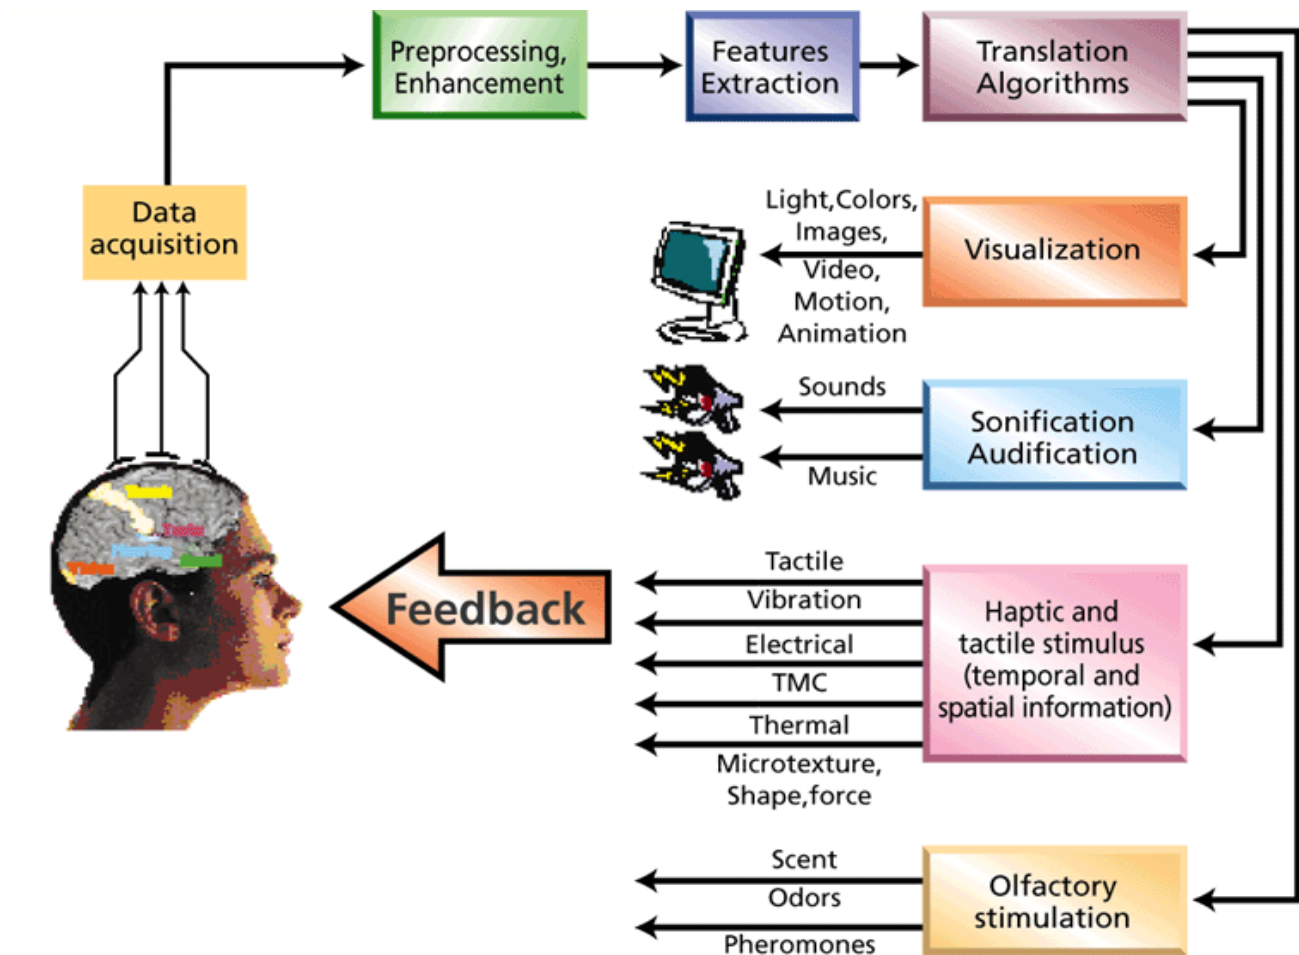 Preprocessing,
Enhancement
Features
Extraction
Translation
Algorithms
Data
acquisition
Light,Colors,
Images,
Video,
Motion,
Animation
Visualization
Sounds
Music
Sonification
Audification
Feedback
Tactile
Vibration
Electrical
TMC
Thermal
Microtexture,
Shape,force
Haptic and
tactile stimulus
(temporal and
spatial information)
Scent
Odors
Pheromones
Olfactory
stimulation